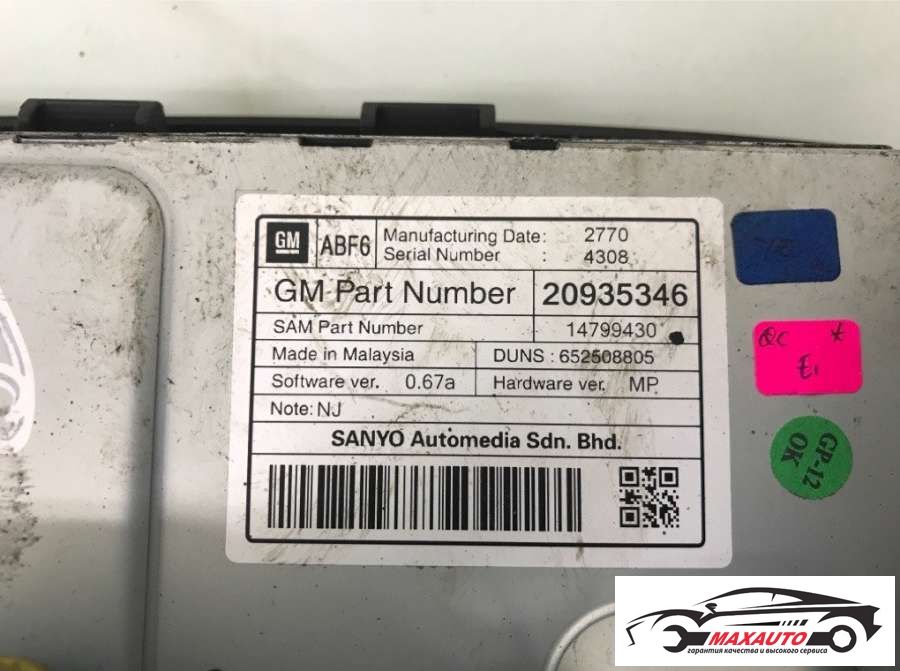 GM ABF6 Manufacturing Date: 2770
Serial Number : 4308
GM Part Number 20935346
SAM Part Number 14799430
Made in Malaysia DUNS : 652508805
Software ver. 0.67a Hardware ver. MP
Note: NJ
SANYO Automedia Sdn. Bhd.
QC *
E1
GP-12
OK
MAXAUTO
гарантия качества и высокого сервиса